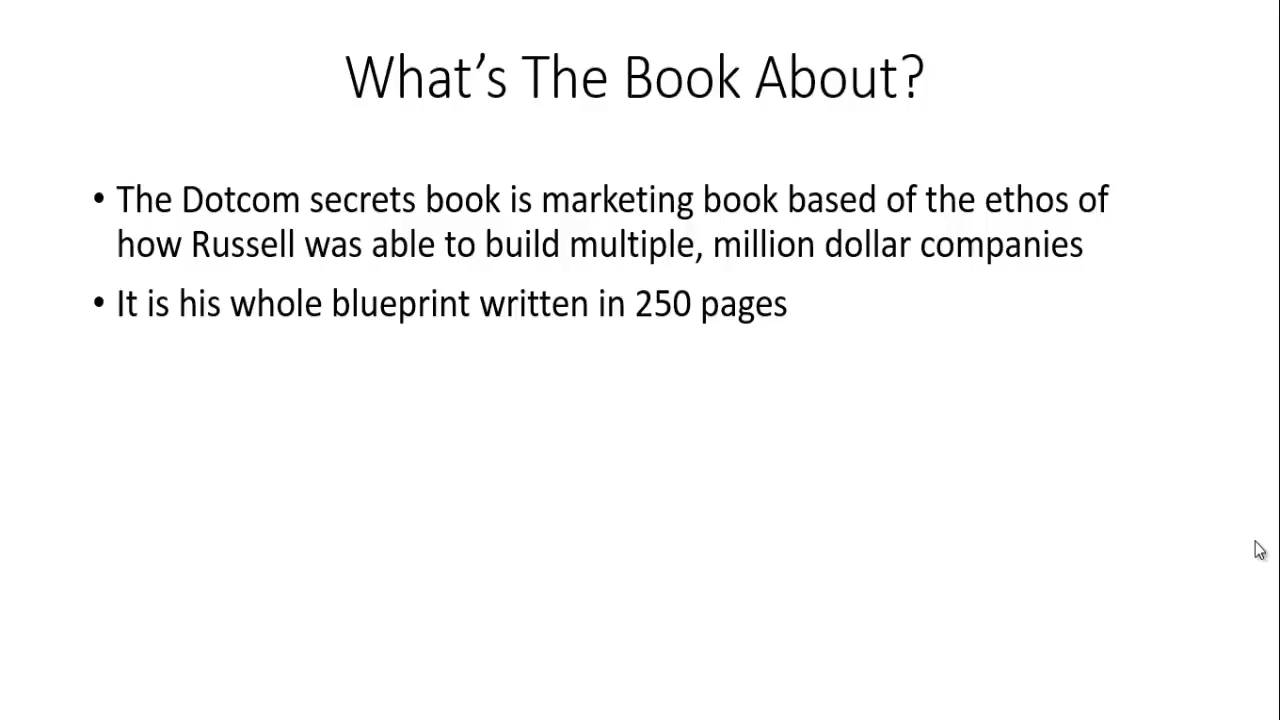 What’s The Book About?
• The Dotcom secrets book is marketing book based of the ethos of
how Russell was able to build multiple, million dollar companies
• It is his whole blueprint written in 250 pages